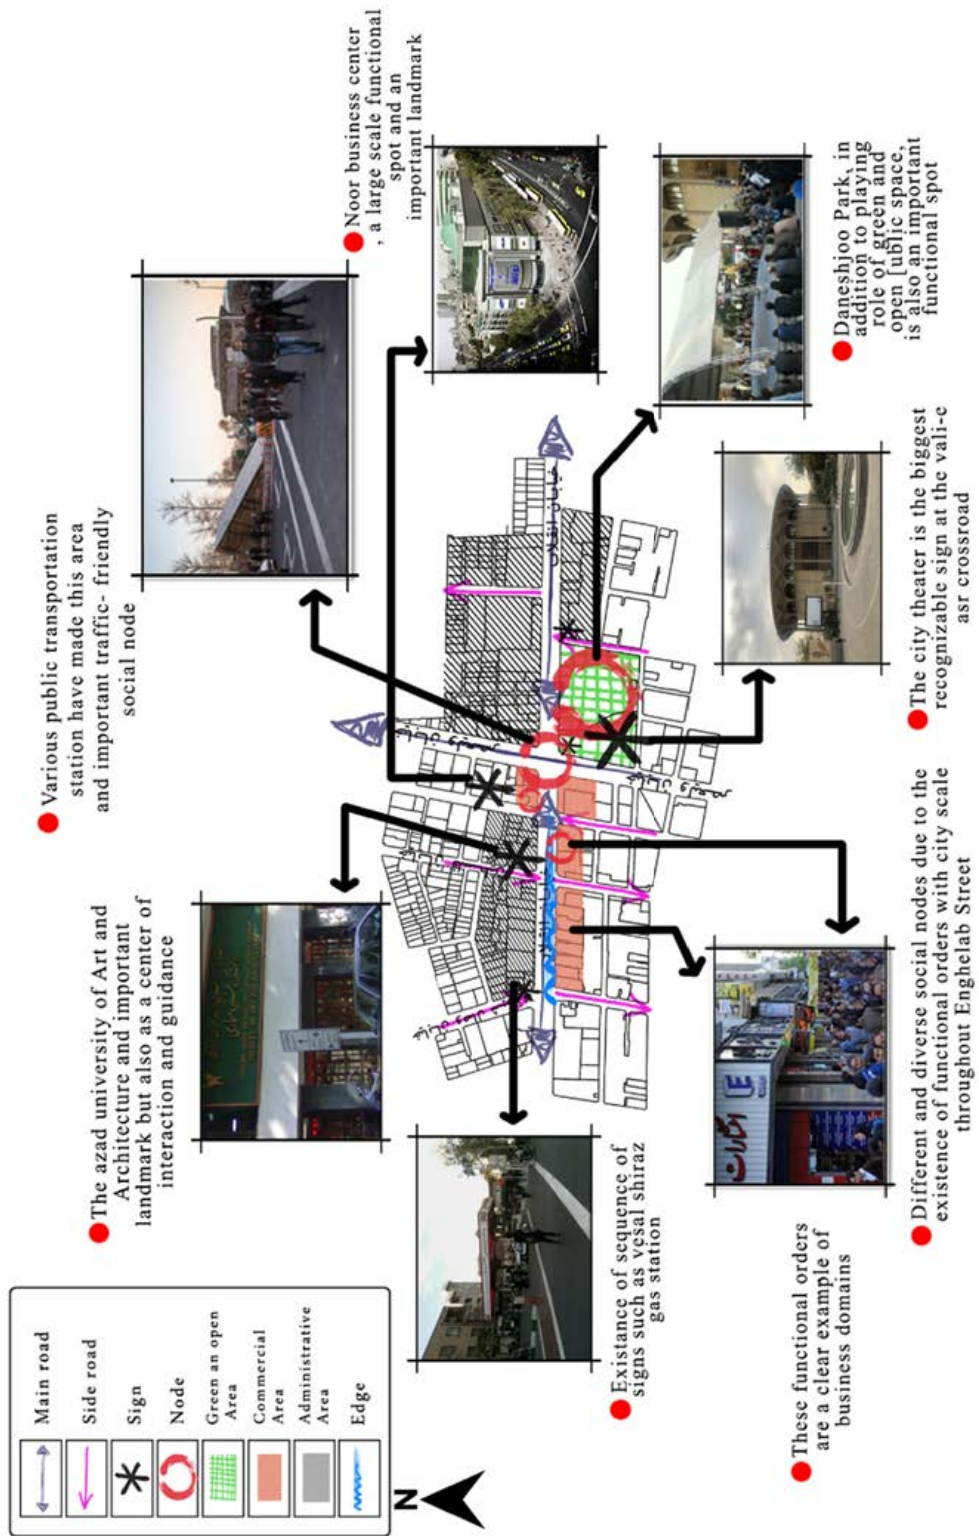 Various public transportation
station have made this area
and important traffic- friendly
social node
Noor business center
, a large scale functional
spot and an
important landmark
The azad university of Art and
Architecture and important
landmark but also as a center of
interaction and guidance
Main road
Side road
Sign
Node
Green an open
Area
Commercial
Area
Administrative
Area
Edge
N
Existance of sequence of
signs such as vesal shiraz
gas station
These functional orders
are a clear example of
business domains
Different and diverse social nodes due to the
existence of functional orders with city scale
throughout Enghelab Street
The city theater is the biggest
recognizable sign at the vali-e
asr crossroad
Daneshjoo Park, in
addition to playing
role of green and
open [ublic space,
is also an important
functional spot
خیابان انقلاب
خیابان ولیعصر
خیابان